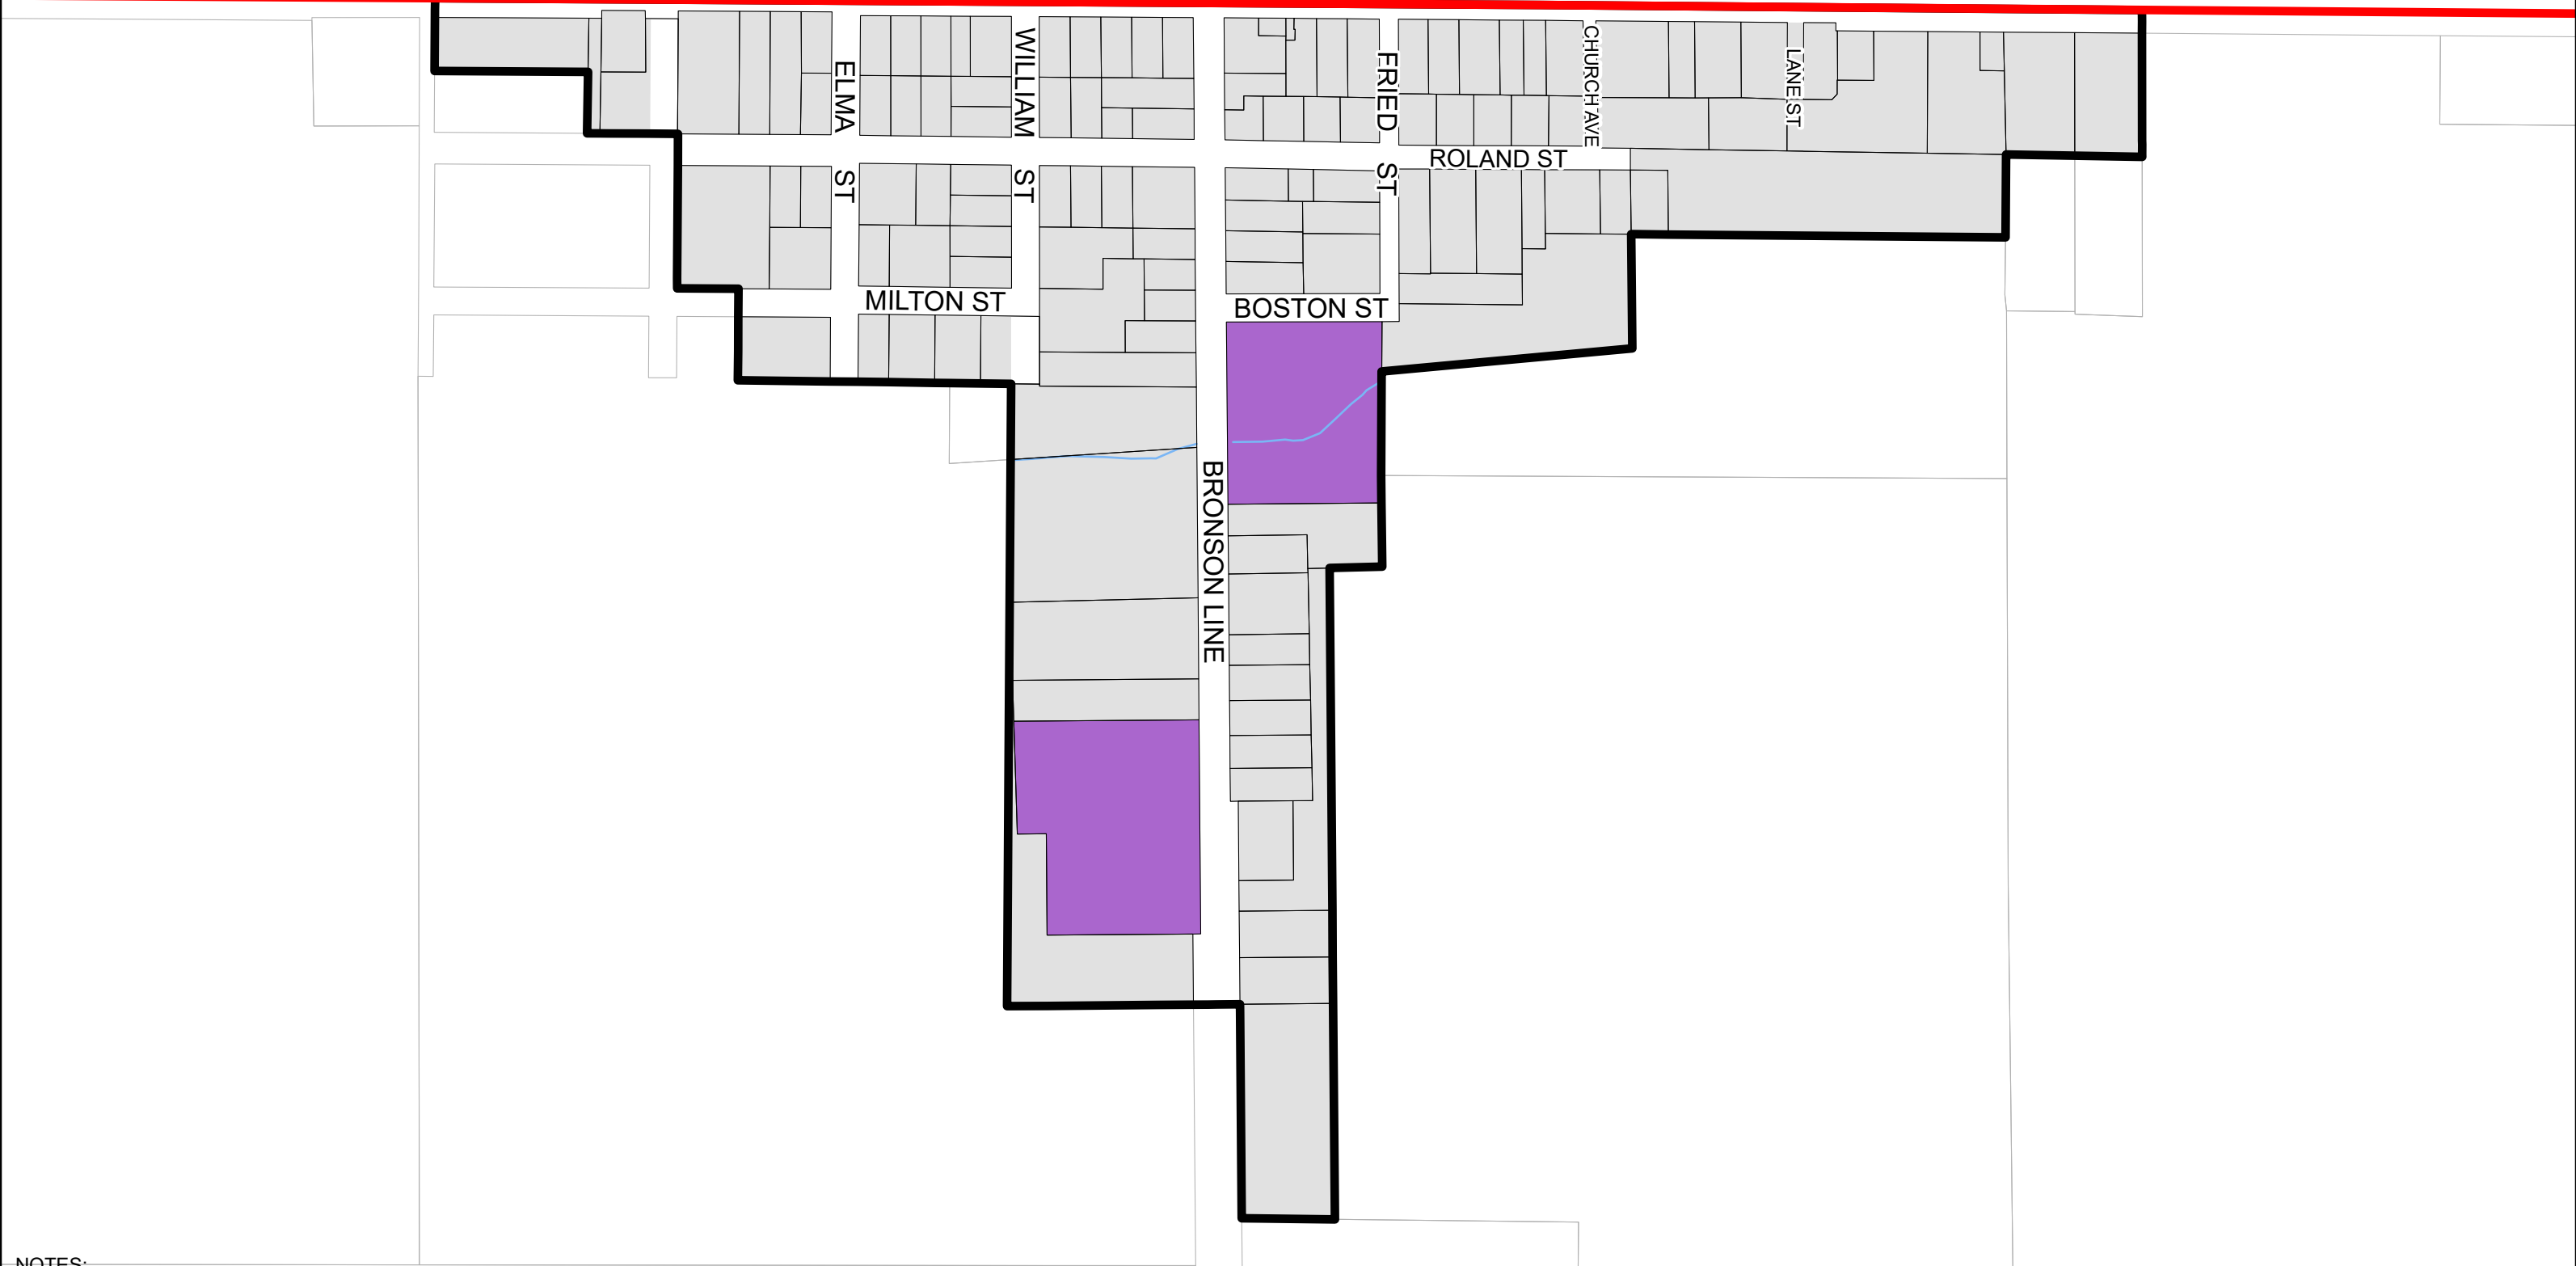 ELMA ST
WILLIAM ST
FRIED ST
CHURCH AVE
LANE ST
ROLAND ST
MILTON ST
BOSTON ST
BRONSON LINE
NOTES: